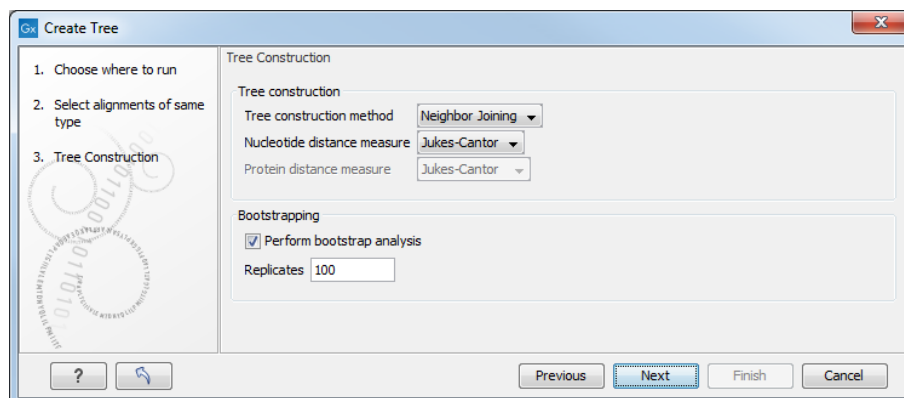 Gx Create Tree
1. Choose where to run
2. Select alignments of same
type
3. Tree Construction
Tree Construction
Tree construction
Tree construction method Neighbor Joining
Nucleotide distance measure Jukes-Cantor
Protein distance measure Jukes-Cantor
Bootstrapping
Perform bootstrap analysis
Replicates 100
? Previous Next Finish Cancel